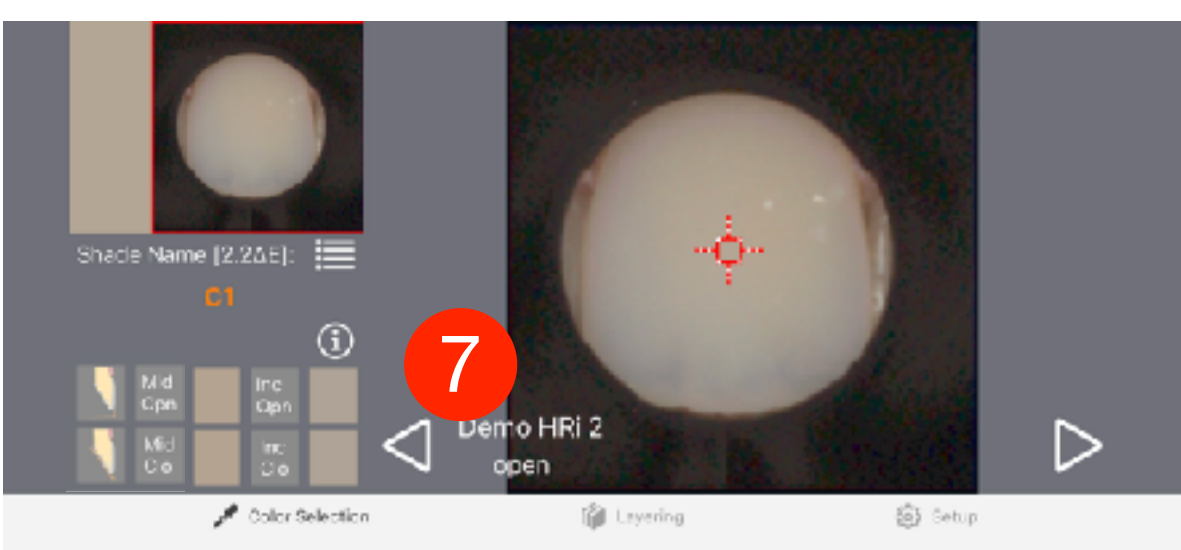 Shade Name [2.2ΔE]:
C1
7
Mid
Opn
Inc
Opn
Mid
Clo
Inc
Clo
Demo HRi 2
open
Color Selection
Layering
Setup